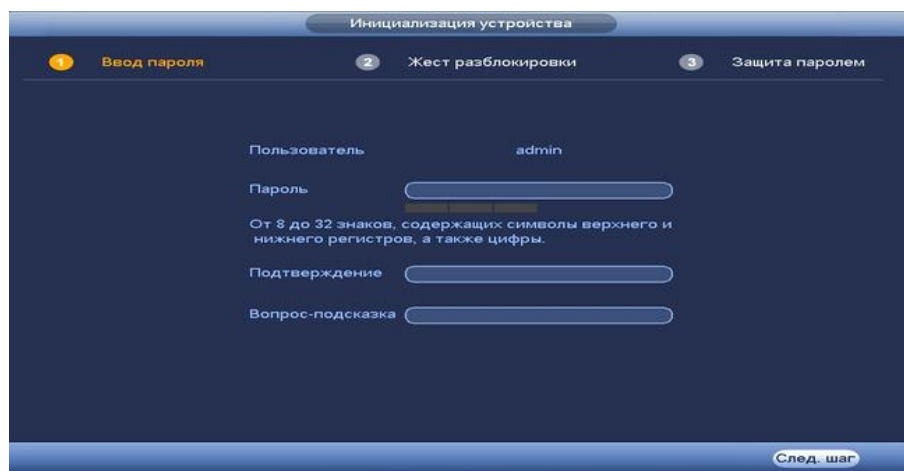 Инициализация устройства
1 Ввод пароля 2 Жест разблокировки 3 Защита паролем
Пользователь admin
Пароль
От 8 до 32 знаков, содержащих символы верхнего и
нижнего регистров, а также цифры.
Подтверждение
Вопрос-подсказка
След. шаг